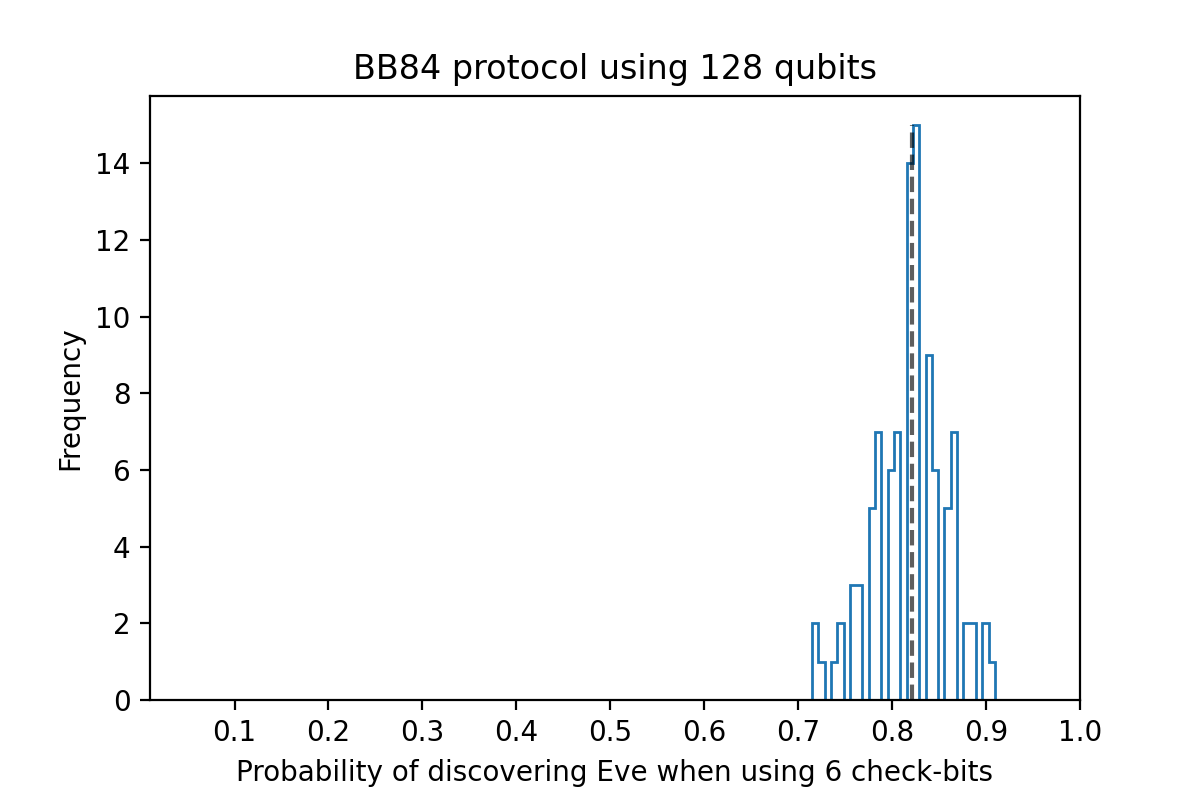 BB84 protocol using 128 qubits
14
12
10
8
6
4
2
0
Frequency
0.1 0.2 0.3 0.4 0.5 0.6 0.7 0.8 0.9 1.0
Probability of discovering Eve when using 6 check-bits